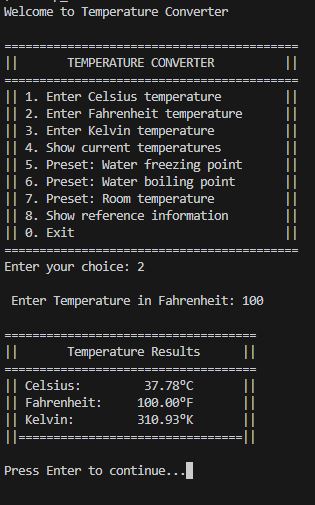 Welcome to Temperature Converter
==========================================
||       TEMPERATURE CONVERTER          ||
==========================================
|| 1. Enter Celsius temperature         ||
|| 2. Enter Fahrenheit temperature      ||
|| 3. Enter Kelvin temperature          ||
|| 4. Show current temperatures         ||
|| 5. Preset: Water freezing point      ||
|| 6. Preset: Water boiling point       ||
|| 7. Preset: Room temperature          ||
|| 8. Show reference information        ||
|| 0. Exit                              ||
==========================================
Enter your choice: 2
 Enter Temperature in Fahrenheit: 100
====================================
||       Temperature Results      ||
====================================
|| Celsius:         37.78°C       ||
|| Fahrenheit:     100.00°F       ||
|| Kelvin:         310.93°K       ||
||================================||
Press Enter to continue...